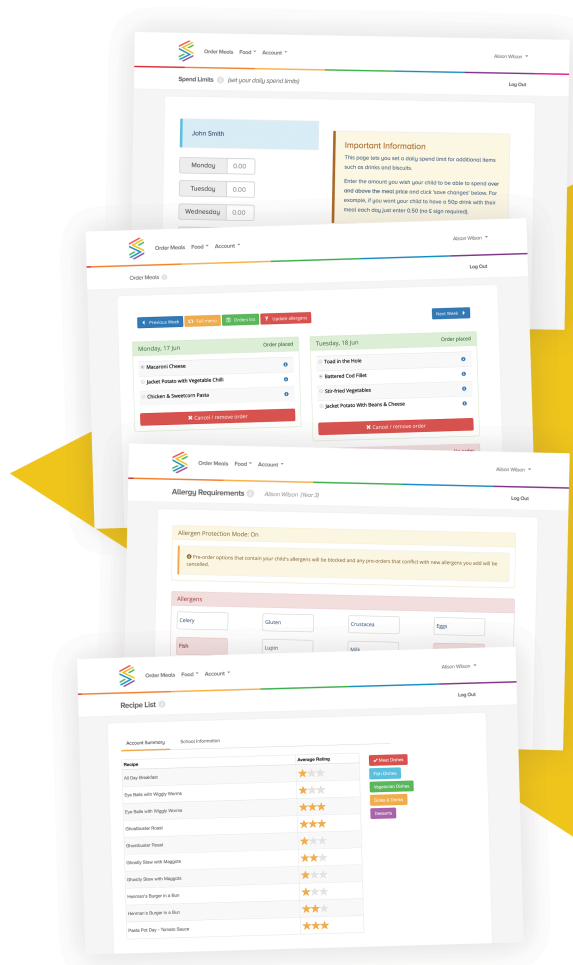 Order Meals Food Account
Alison Wilson
Spend Limits (set your daily spend limits)
Log Out
John Smith
Monday 0.00
Tuesday 0.00
Wednesday 0.00
Important Information
This page lets you set a daily spend limit for additional items
such as drinks and biscuits.
Enter the amount you wish your child to be able to spend over
and above the meal price and click 'save changes' below. For
example, if you want your child to have a 50p drink with their
meal each day just enter 0.50 (no £ sign required).
Order Meals Food Account
Alison Wilson
Order Meals
Log Out
Previous Week Full menu Orders list Update allergens
Next Week
Monday, 17 Jun Order placed
Macaroni Cheese
Jacket Potato with Vegetable Chilli
Chicken & Sweetcorn Pasta
Cancel / remove order
Tuesday, 18 Jun Order placed
Toad in the Hole
Battered Cod Fillet
Stir-fried Vegetables
Jacket Potato With Beans & Cheese
Cancel / remove order
Order Meals Food Account
Alison Wilson
Allergy Requirements Alison Wilson (Year 3)
Log Out
Allergen Protection Mode: On
Pre-order options that contain your child's allergens will be blocked and any pre-orders that conflict with new allergens you add will be
cancelled.
Allergens
Celery Gluten Crustacea Eggs
Fish Lupin Milk
Order Meals Food Account
Alison Wilson
Recipe List
Log Out
Account Summary School Information
Recipe Average Rating
All Day Breakfast
Eye Balls with Wiggly Worms
Eye Balls with Wiggly Worms
Ghostbuster Roast
Ghostbuster Roast
Ghostly Stew with Maggots
Ghostly Stew with Maggots
Herman's Burger in a Bun
Herman's Burger in a Bun
Pasta Pot Day - Tomato Sauce
Meat Dishes
Fish Dishes
Vegetarian Dishes
Sides & Drinks
Desserts